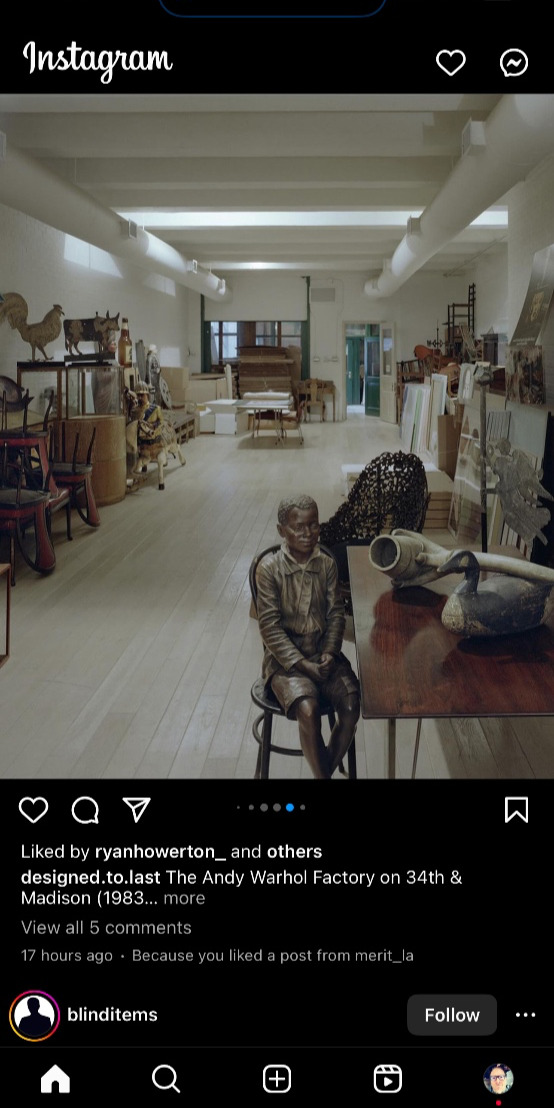 Instagram
Liked by ryanhowerton_ and others
designed.to.last The Andy Warhol Factory on 34th &
Madison (1983... more
View all 5 comments
17 hours ago · Because you liked a post from merit_la
blinditems
Follow